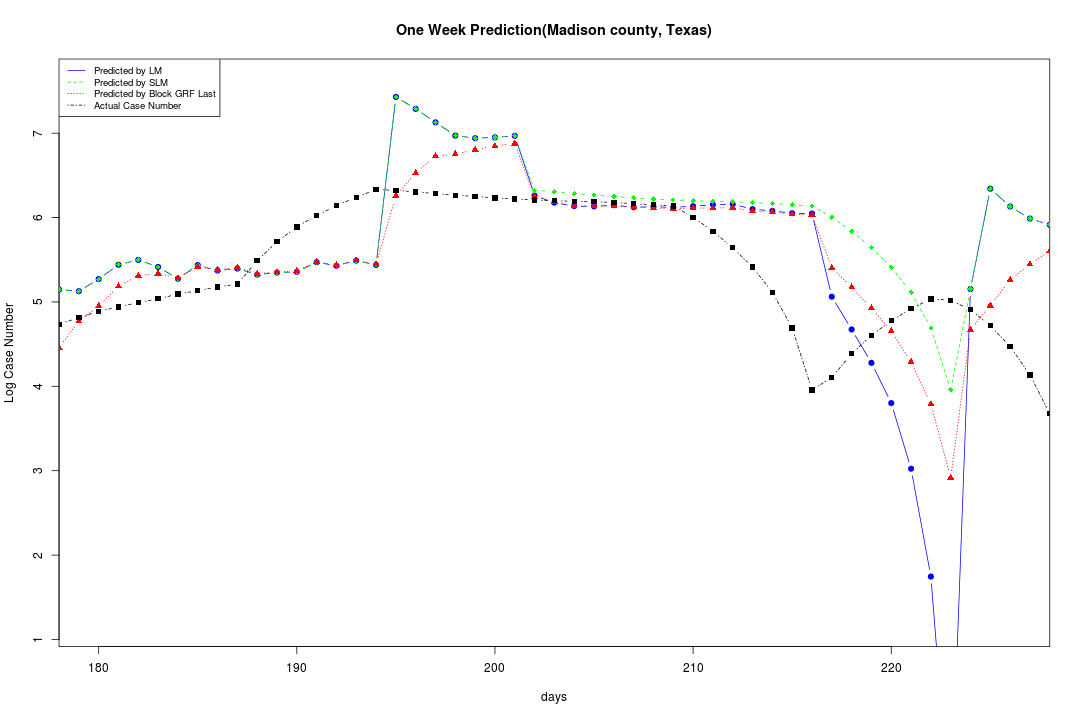 One Week Prediction(Madison county, Texas)
Predicted by LM
Predicted by SLM
Predicted by Block GRF Last
Actual Case Number
7
6
5
4
3
2
1
Log Case Number
180 190 200 210 220
days